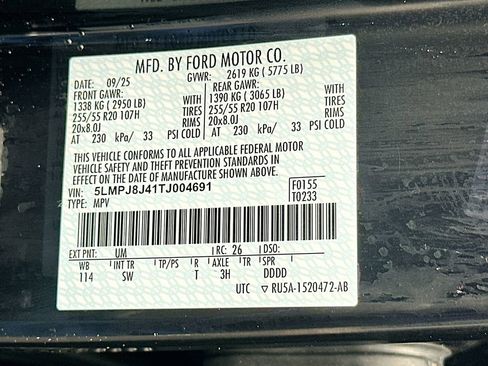 MFD. BY FORD MOTOR CO.
DATE: 09/25 GVWR: 2619 KG ( 5775 LB)
FRONT GAWR: REAR GAWR:
1338 KG ( 2950 LB) WITH 1390 KG ( 3065 LB) WITH
255/55 R20 107H TIRES 255/55 R20 107H TIRES
20x8.0J RIMS 20x8.0J RIMS
AT 230 kPa/ 33 PSI COLD AT 230 kPa/ 33 PSI COLD
THIS VEHICLE CONFORMS TO ALL APPLICABLE FEDERAL MOTOR
VEHICLE SAFETY AND THEFT PREVENTION STANDARDS IN
EFFECT ON THE DATE OF MANUFACTURE SHOWN ABOVE.
VIN: 5LMPJ8J41TJ004691 F0155
TYPE: MPV T0233
EXT PNT: UM RC: 26 DSO:
WB INT TR TP/PS R AXLE TR SPR
114 SW T 3H DDDD
UTC ▽ RU5A-1520472-AB